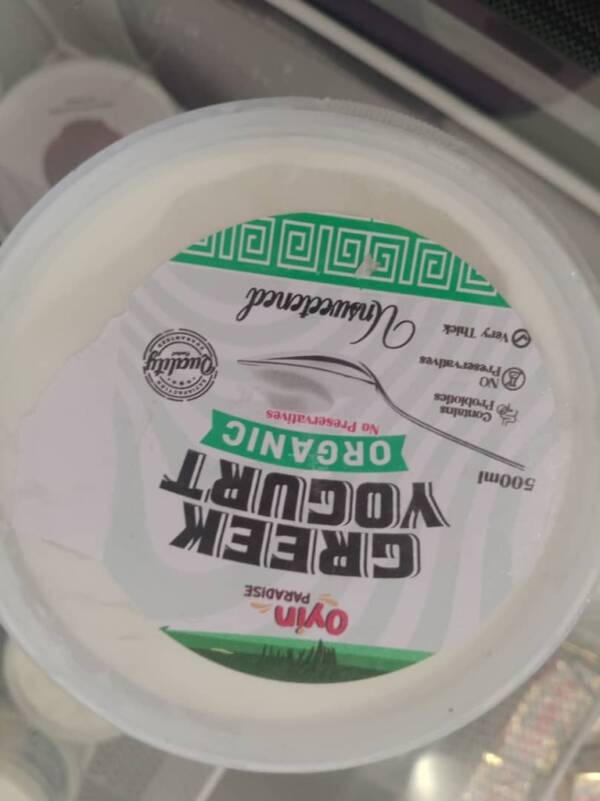 Oyin
PARADISE
GREEK
YOGURT
ORGANIC
No Preservatives
500ml
Contains
Probiotics
NO
Preservatives
Very Thick
Quality
Unsweetened